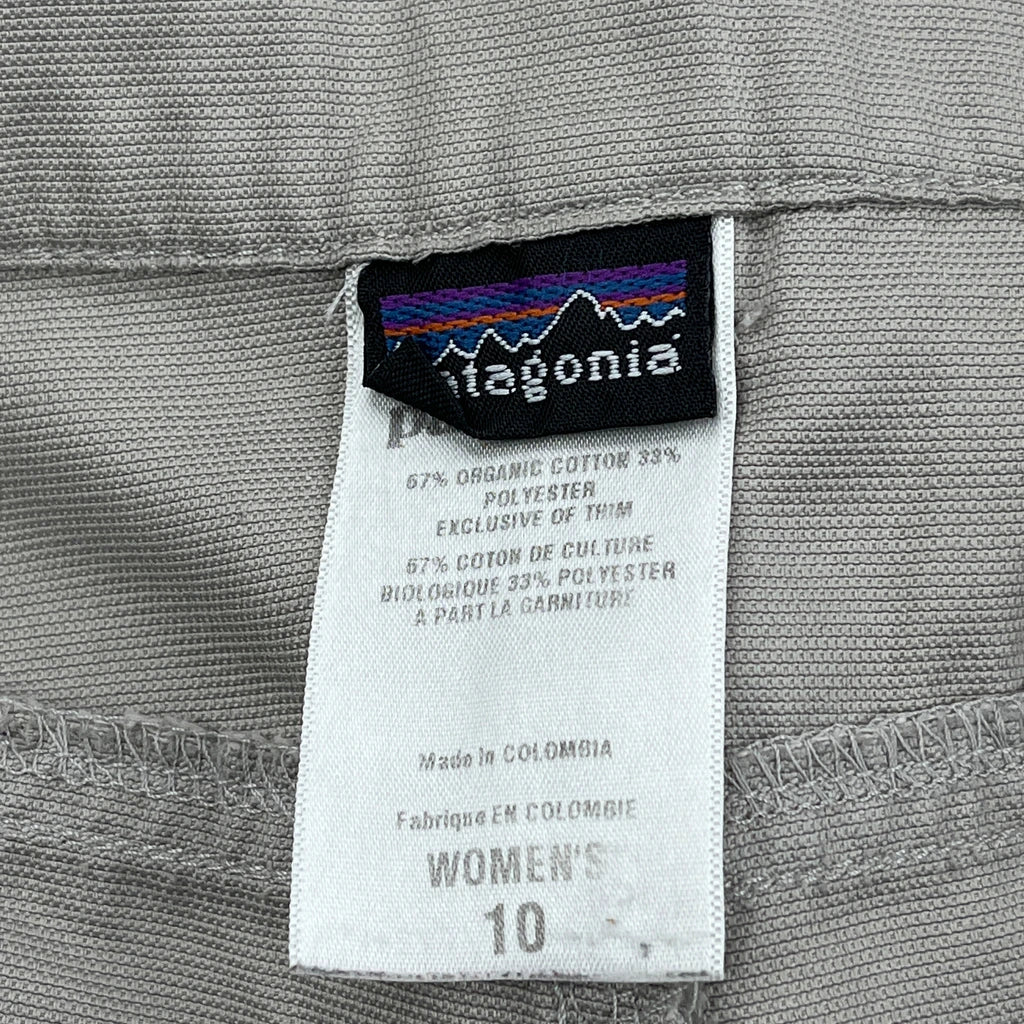 patagonia
67% ORGANIC COTTON 33%
POLYESTER
EXCLUSIVE OF TRIM
67% COTON DE CULTURE
BIOLOGIQUE 33% POLYESTER
A PART LA GARNITURE
Made in COLOMBIA
Fabrique EN COLOMBIE
WOMEN'S
10